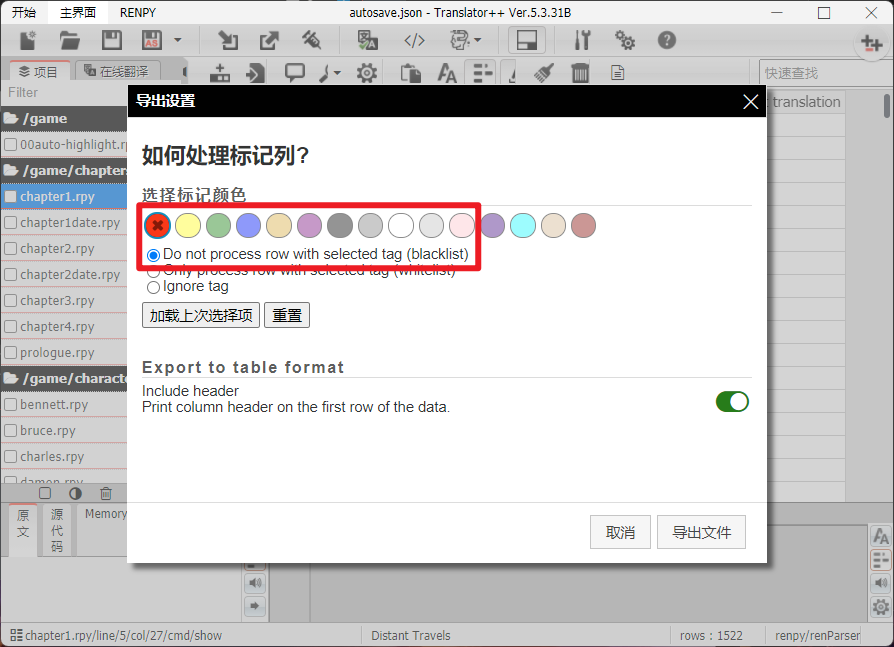 开始 主界面 RENPY autosave.json - Translator++ Ver.5.3.31B
项目 在线翻译 快速查找
Filter
translation
/game
00auto-highlight.rp
/game/chapter
chapter1.rpy
chapter1date.rpy
chapter2.rpy
chapter2date.rpy
chapter3.rpy
chapter4.rpy
prologue.rpy
/game/characte
bennett.rpy
bruce.rpy
charles.rpy
damon.rpy
导出设置
如何处理标记列?
选择标记颜色
Do not process row with selected tag (blacklist)
Only process row with selected tag (whitelist)
Ignore tag
加载上次选择项 重置
Export to table format
Include header
Print column header on the first row of the data.
取消 导出文件
原文 源代码 Memory
chapter1.rpy/line/5/col/27/cmd/show Distant Travels rows : 1522 renpy/renParser